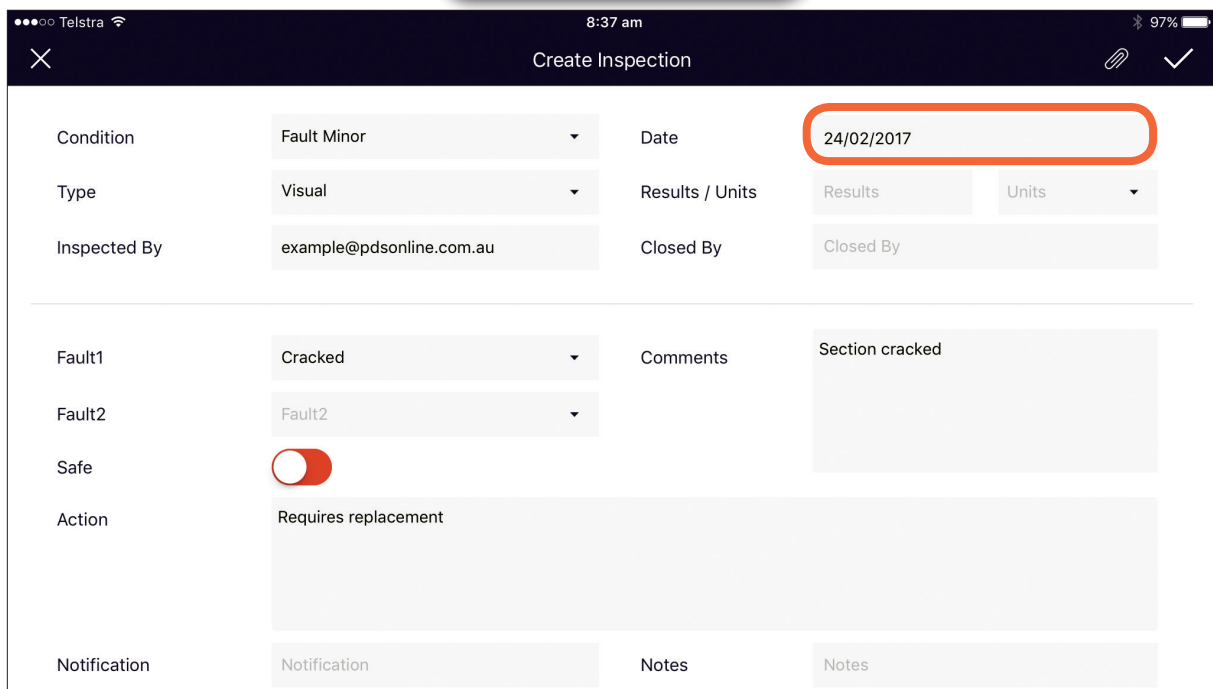 Telstra 8:37 am 97%
Create Inspection
Condition Fault Minor Date 24/02/2017
Type Visual Results / Units Results Units
Inspected By example@pdsonline.com.au Closed By Closed By
Fault1 Cracked Comments Section cracked
Fault2 Fault2
Safe
Action Requires replacement
Notification Notification Notes Notes